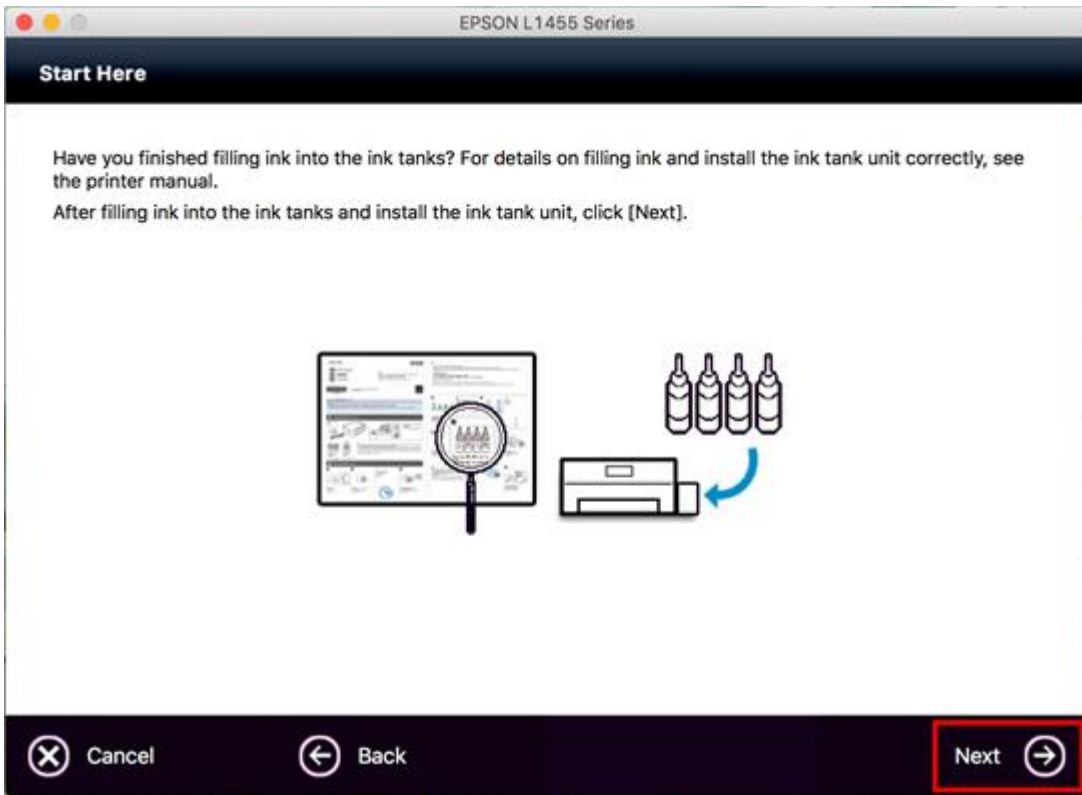 EPSON L1455 Series
Start Here
Have you finished filling ink into the ink tanks? For details on filling ink and install the ink tank unit correctly, see
the printer manual.
After filling ink into the ink tanks and install the ink tank unit, click [Next].
Cancel
Back
Next